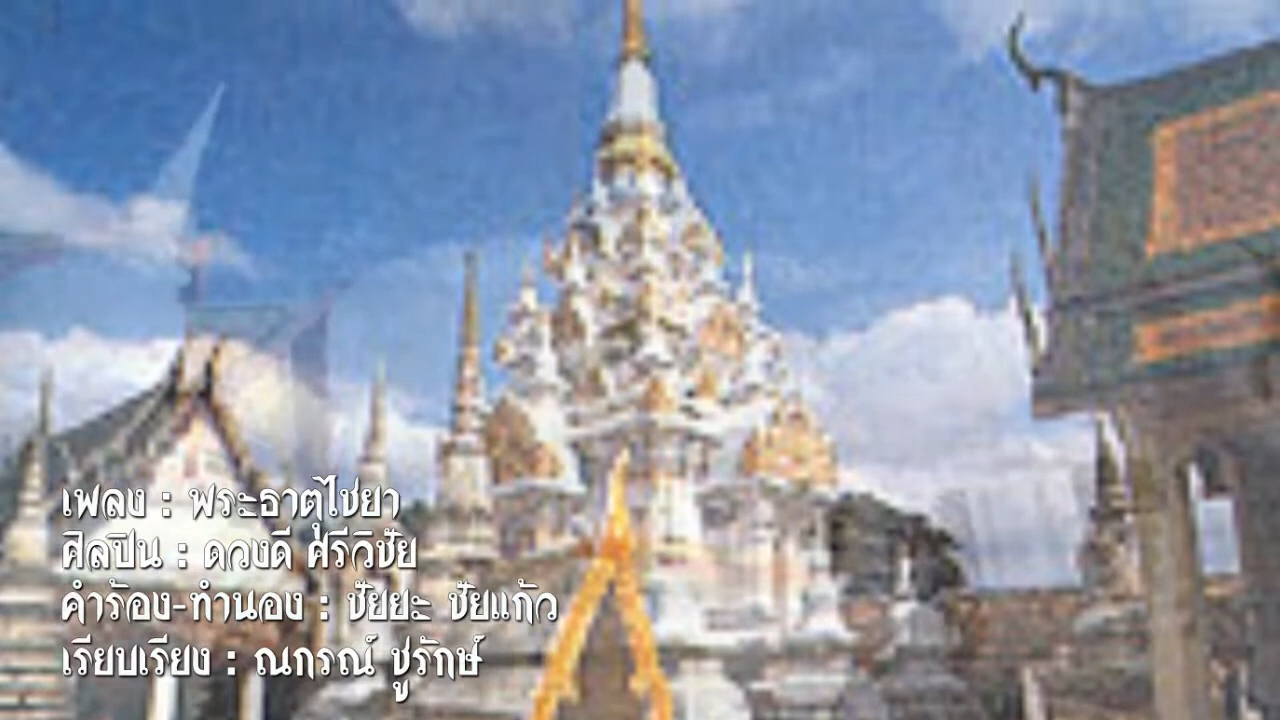 เพลง : พระธาตุไชยา
ศิลปิน : ดวงดี ศรีวิชัย
คำร้อง-ทำนอง : ชัยยะ ชัยแก้ว
เรียบเรียง : ณกรณ์ ชูรักษ์